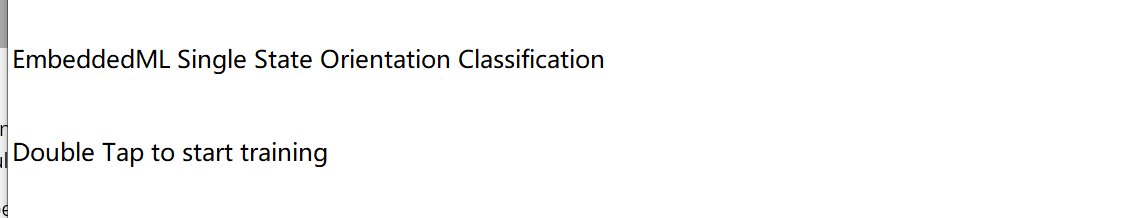 EmbeddedML Single State Orientation Classification
Double Tap to start training